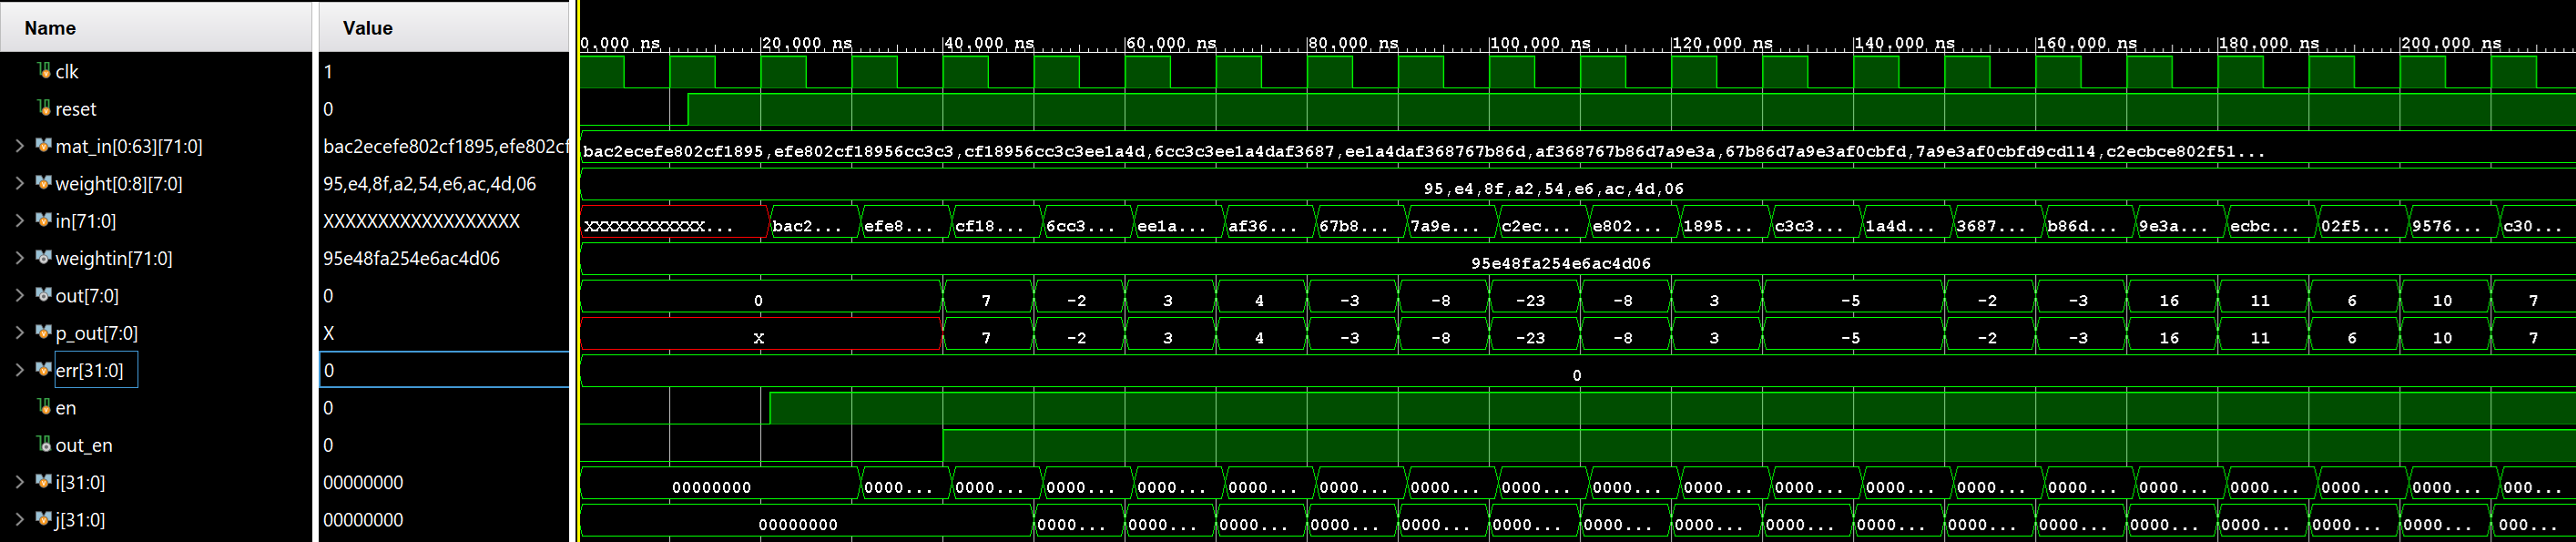 Name Value
0.000 ns 20.000 ns 40.000 ns 60.000 ns 80.000 ns 100.000 ns 120.000 ns 140.000 ns 160.000 ns 180.000 ns 200.000 ns
clk 1
reset 0
mat_in[0:63][71:0] bac2ecefe802cf1895,efe802cf bac2ecefe802cf1895,efe802cf18956cc3c3,cf18956cc3c3ee1a4d,6cc3c3ee1a4daf3687,ee1a4daf368767b86d,af368767b86d7a9e3a,67b86d7a9e3af0cbfd,7a9e3af0cbfd9cd114,c2ecbce802f51...
weight[0:8][7:0] 95,e4,8f,a2,54,e6,ac,4d,06 95,e4,8f,a2,54,e6,ac,4d,06
in[71:0] XXXXXXXXXXXXXXXXXX XXXXXXXXXXXX... bac2... efe8... cf18... 6cc3... ee1a... af36... 67b8... 7a9e... c2ec... e802... 1895... c3c3... 1a4d... 3687... b86d... 9e3a... ecbc... 02f5... 9576... c30...
weightin[71:0] 95e48fa254e6ac4d06 95e48fa254e6ac4d06
out[7:0] 0 0 7 -2 3 4 -3 -8 -23 -8 3 -5 -2 -3 16 11 6 10 7
p_out[7:0] X X 7 -2 3 4 -3 -8 -23 -8 3 -5 -2 -3 16 11 6 10 7
err[31:0] 0 0
en 0
out_en 0
i[31:0] 00000000 00000000 0000... 0000... 0000... 0000... 0000... 0000... 0000... 0000... 0000... 0000... 0000... 0000... 0000... 0000... 0000... 0000... 0000... 0000... 000...
j[31:0] 00000000 00000000 0000... 0000... 0000... 0000... 0000... 0000... 0000... 0000... 0000... 0000... 0000... 0000... 0000... 0000... 0000... 0000... 000...